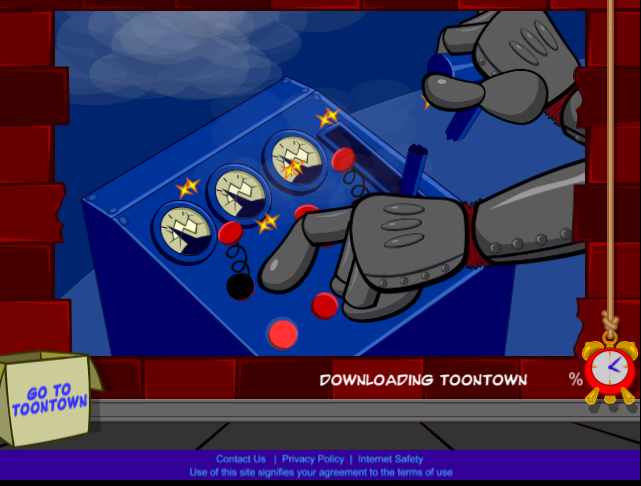 DOWNLOADING TOONTOWN %
GO TO
TOONTOWN
Contact Us | Privacy Policy | Internet Safety
Use of this site signifies your agreement to the terms of use